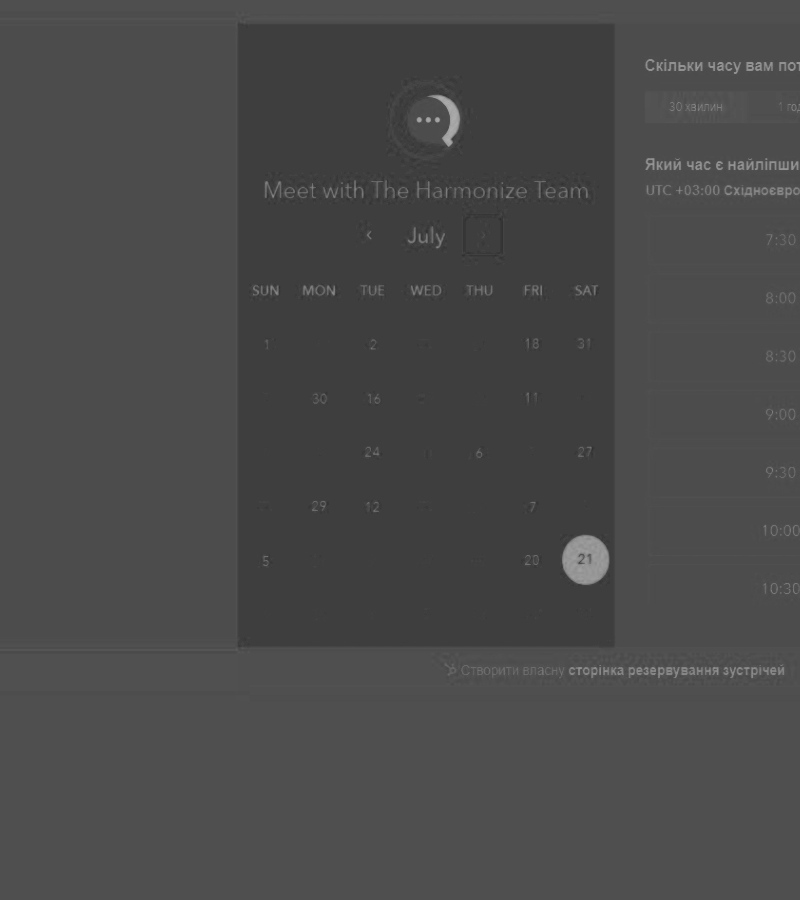 Meet with The Harmonize Team
‹ July
SUN MON TUE WED THU FRI SAT
1 2 18 31
30 16 11
24 6 27
29 12 7
5 20 21
Скільки часу вам пот
30 хвилин 1 го
Який час є найліпши
UTC +03:00 Східноєвро
7:30
8:00
8:30
9:00
9:30
10:00
10:30
Створити власну сторінка резервування зустрічей